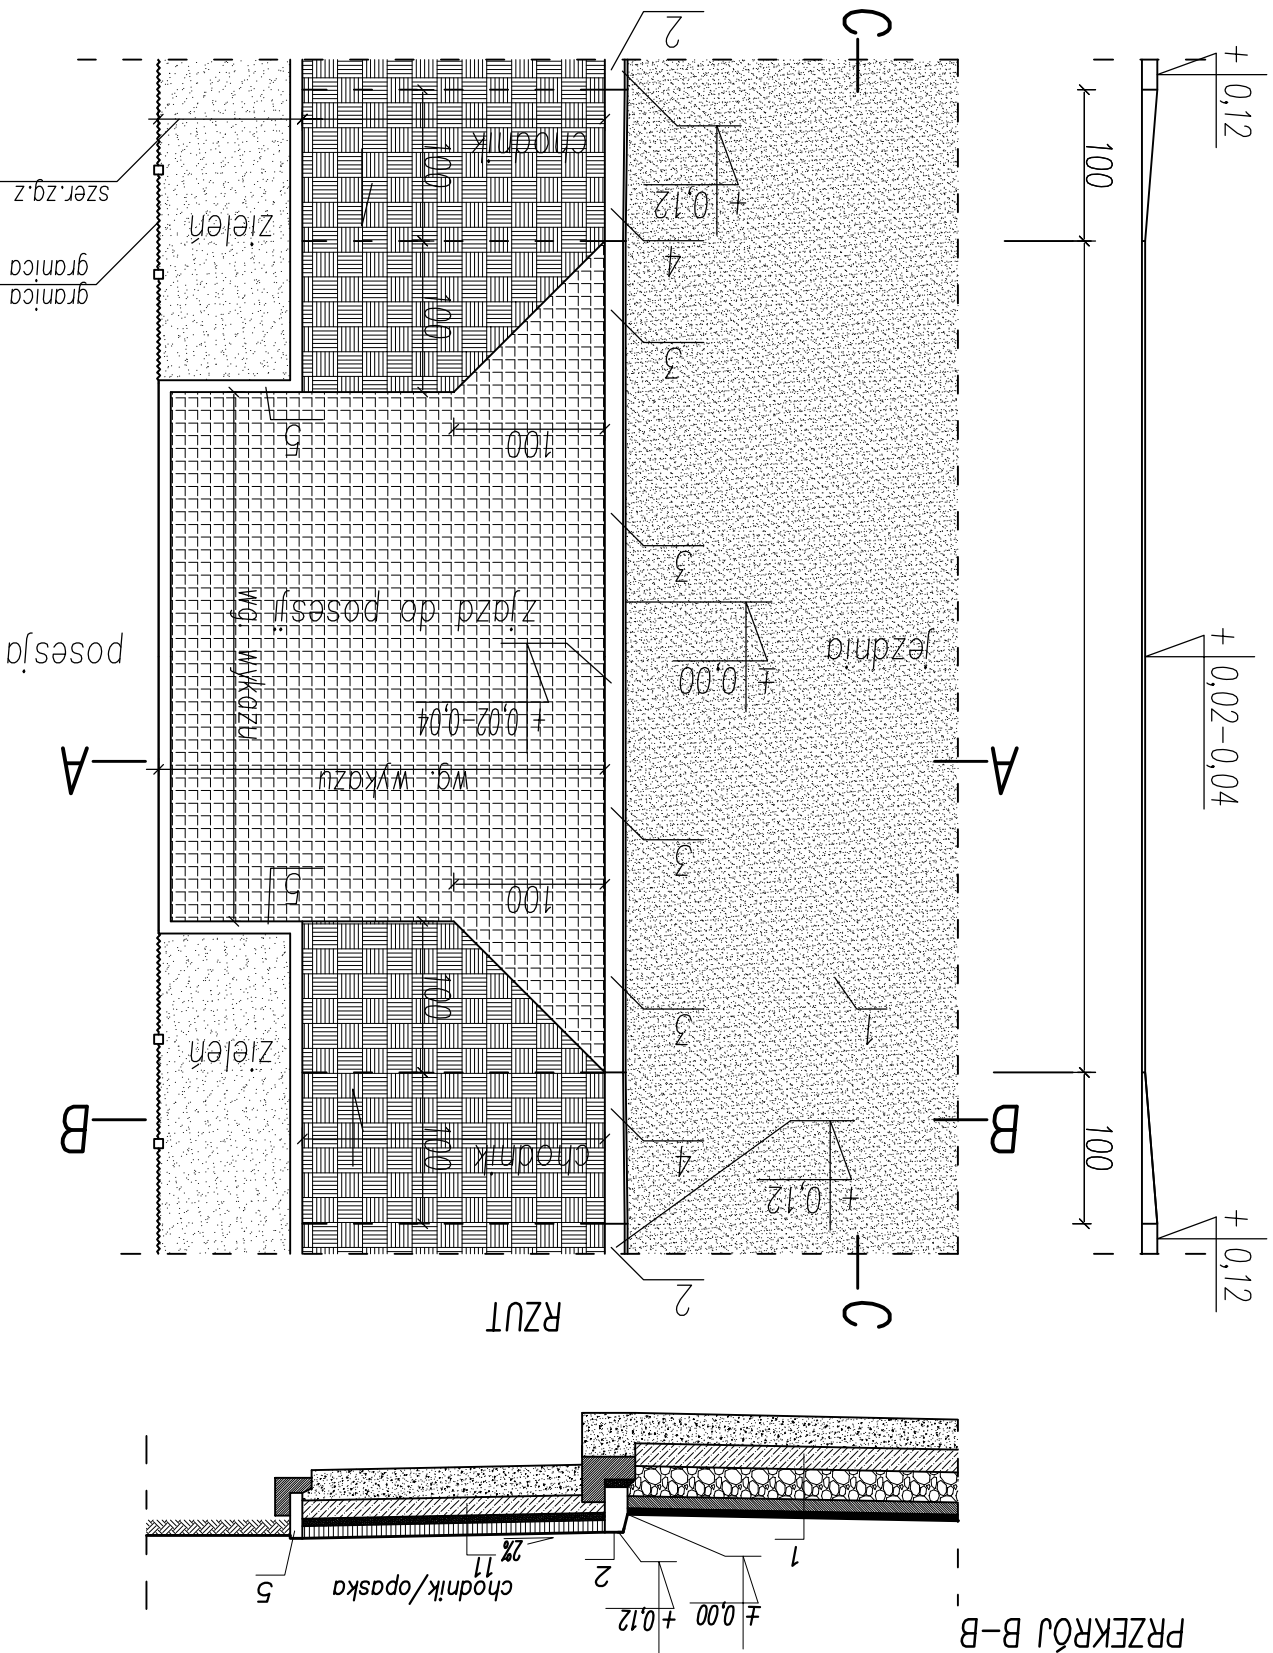 PRZEKRÓJ B-B
± 0,00
+ 0,12
chodnik/opaska
5
1
2
2%
11
RZUT
C
2
+ 0,12
+ 0,12
100
B
B
4
chodnik
100
1
3
zieleń
100
100
3
5
A
A
wg. wykazu
+ 0,02-0,04
+ 0,02-0,04
jezdnia
± 0,00
zjazd do posesji
wg. wykazu
posesja
3
100
5
3
100
4
granica
granica
zieleń
+ 0,12
szer.zg.z
100
100
chodnik
+ 0,12
C
2